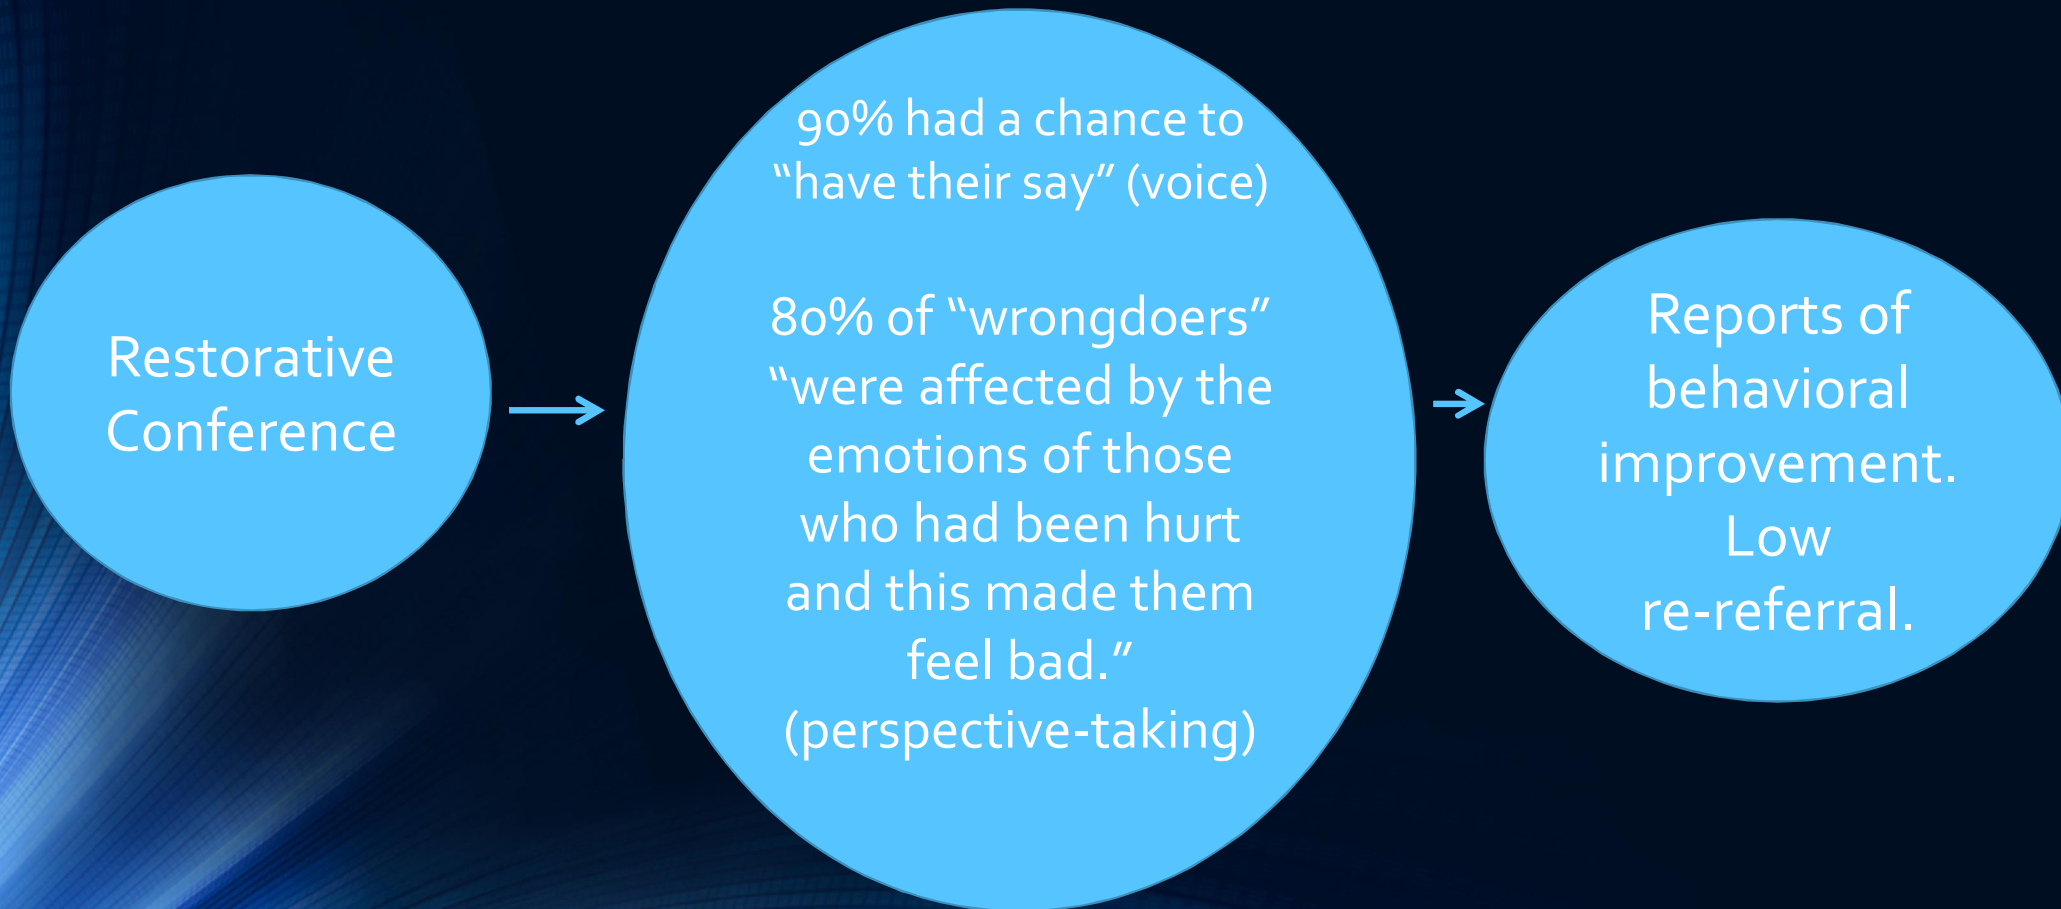 Restorative
Conference
90% had a chance to
“have their say” (voice)
80% of “wrongdoers”
“were affected by the
emotions of those
who had been hurt
and this made them
feel bad.”
(perspective-taking)
Reports of
behavioral
improvement.
Low
re-referral.